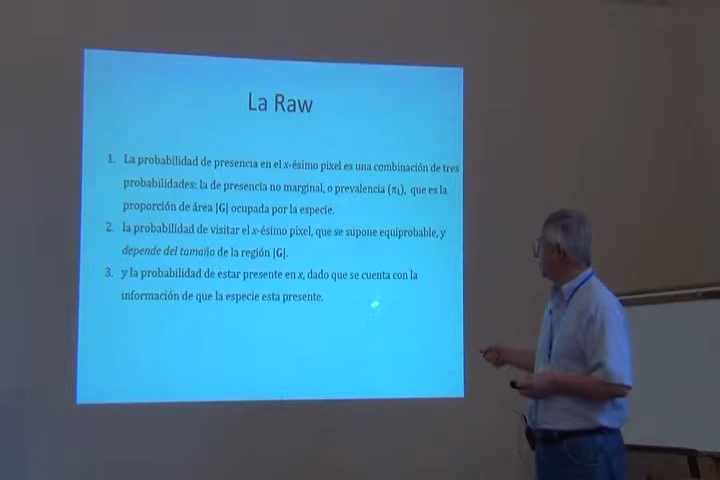 La Raw
1. La probabilidad de presencia en el x-ésimo pixel es una combinación de tres
probabilidades: la de presencia no marginal, o prevalencia (π₁), que es la
proporción de área |G| ocupada por la especie.
2. la probabilidad de visitar el x-ésimo pixel, que se supone equiprobable, y
depende del tamaño de la región |G|.
3. y la probabilidad de estar presente en x, dado que se cuenta con la
información de que la especie esta presente.